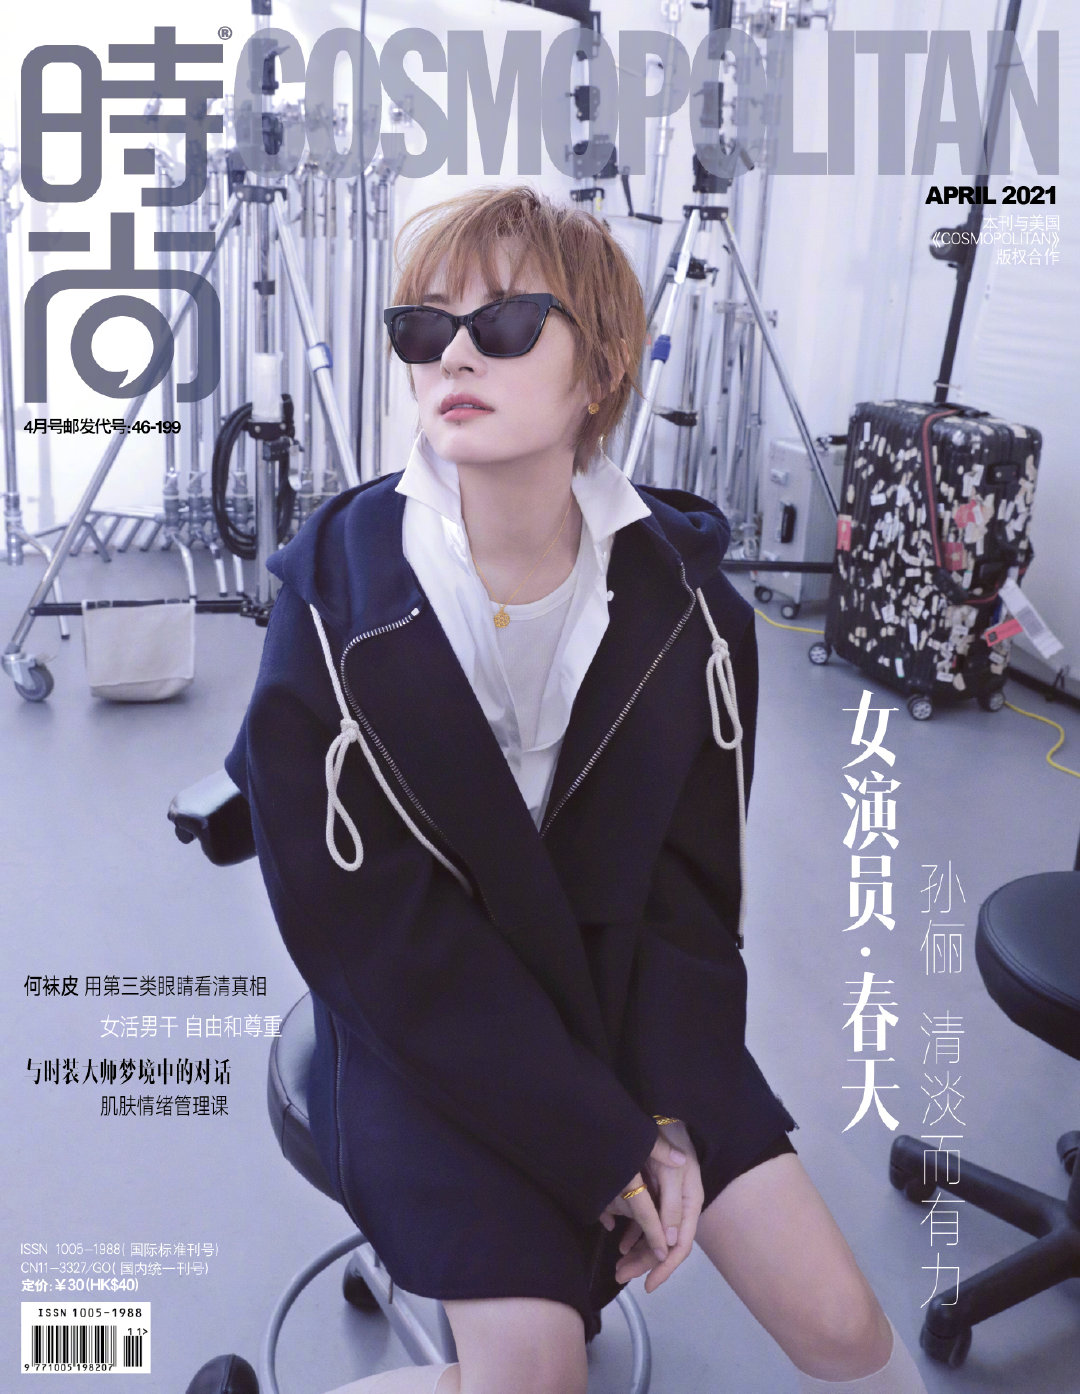 時尚®COSMOPOLITAN
APRIL 2021
本刊与美国
《COSMOPOLITAN》
版权合作
4月号邮发代号:46-199
女演员·春天
孙俪 清淡而有力
何袜皮 用第三类眼睛看清真相
女活男干 自由和尊重
与时装大师梦境中的对话
肌肤情绪管理课
ISSN 1005-1988(国际标准刊号)
CN11-3327/G0(国内统一刊号)
定价:¥30(HK$40)
ISSN 1005-1988
11>
9 771005 198207